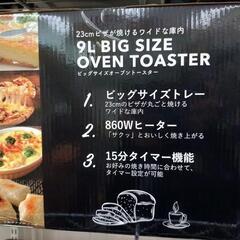 23cmピザが焼けるワイドな庫内
9L BIG SIZE
OVEN TOASTER
ビッグサイズオーブントースター
1. ビッグサイズトレー
23cmのピザが丸ごと焼ける
ワイドな庫内
2. 860Wヒーター
「サクッ」とおいしく焼き上がる
3. 15分タイマー機能
お好みの焼き時間に合わせて、
タイマー設定が可能